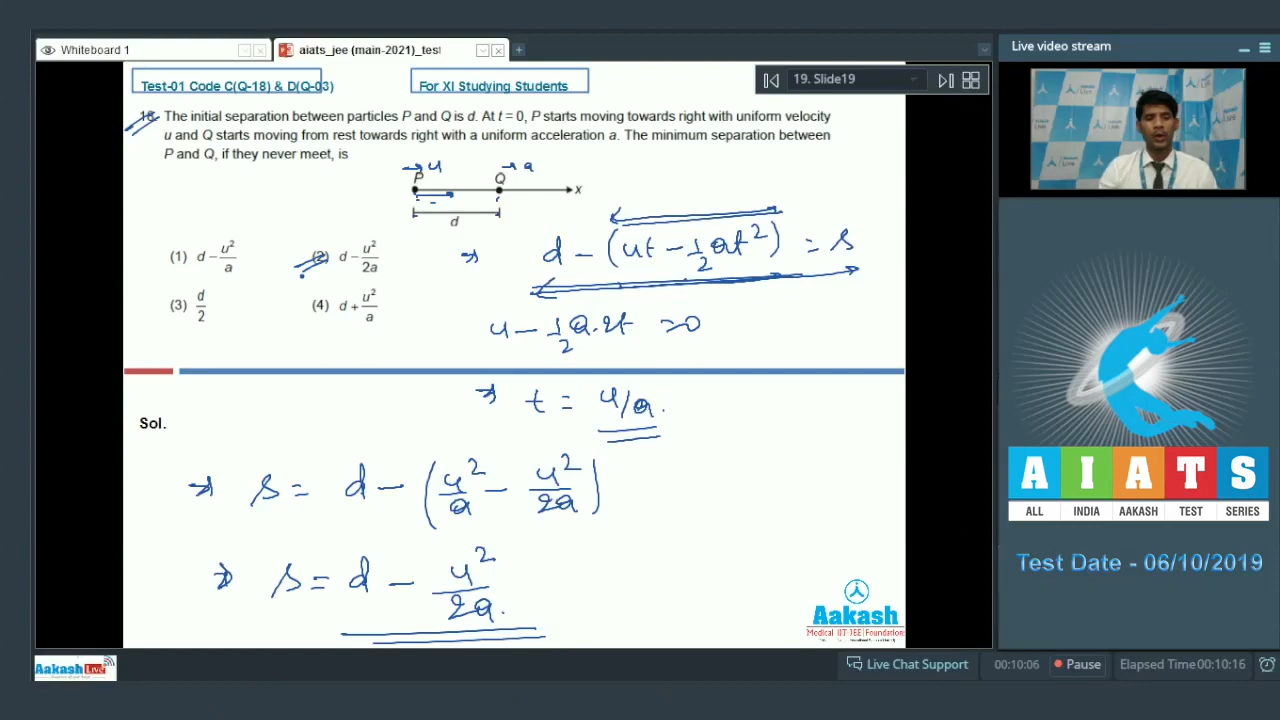 Whiteboard 1
aiats_jee (main-2021)_test
Live video stream
Test-01 Code C(Q-18) & D(Q-03)
For XI Studying Students
19. Slide19
18. The initial separation between particles P and Q is d. At t = 0, P starts moving towards right with uniform velocity
u and Q starts moving from rest towards right with a uniform acceleration a. The minimum separation between
P and Q, if they never meet, is
→ u → a
P Q x
d
(1) d − u²/a (2) d − u²/2a
(3) d/2 (4) d + u²/a
⇒ d − (ut − 1/2 at²) = s
u − 1/2 a·2t = 0
⇒ t = u/a.
Sol.
⇒ s = d − (u²/a − u²/2a)
⇒ s = d − u²/2a.
Aakash
Medical|IIT-JEE|Foundations
A I A T S
ALL INDIA AAKASH TEST SERIES
Test Date - 06/10/2019
Aakash Live
Live Chat Support
00:10:06
Pause
Elapsed Time 00:10:16